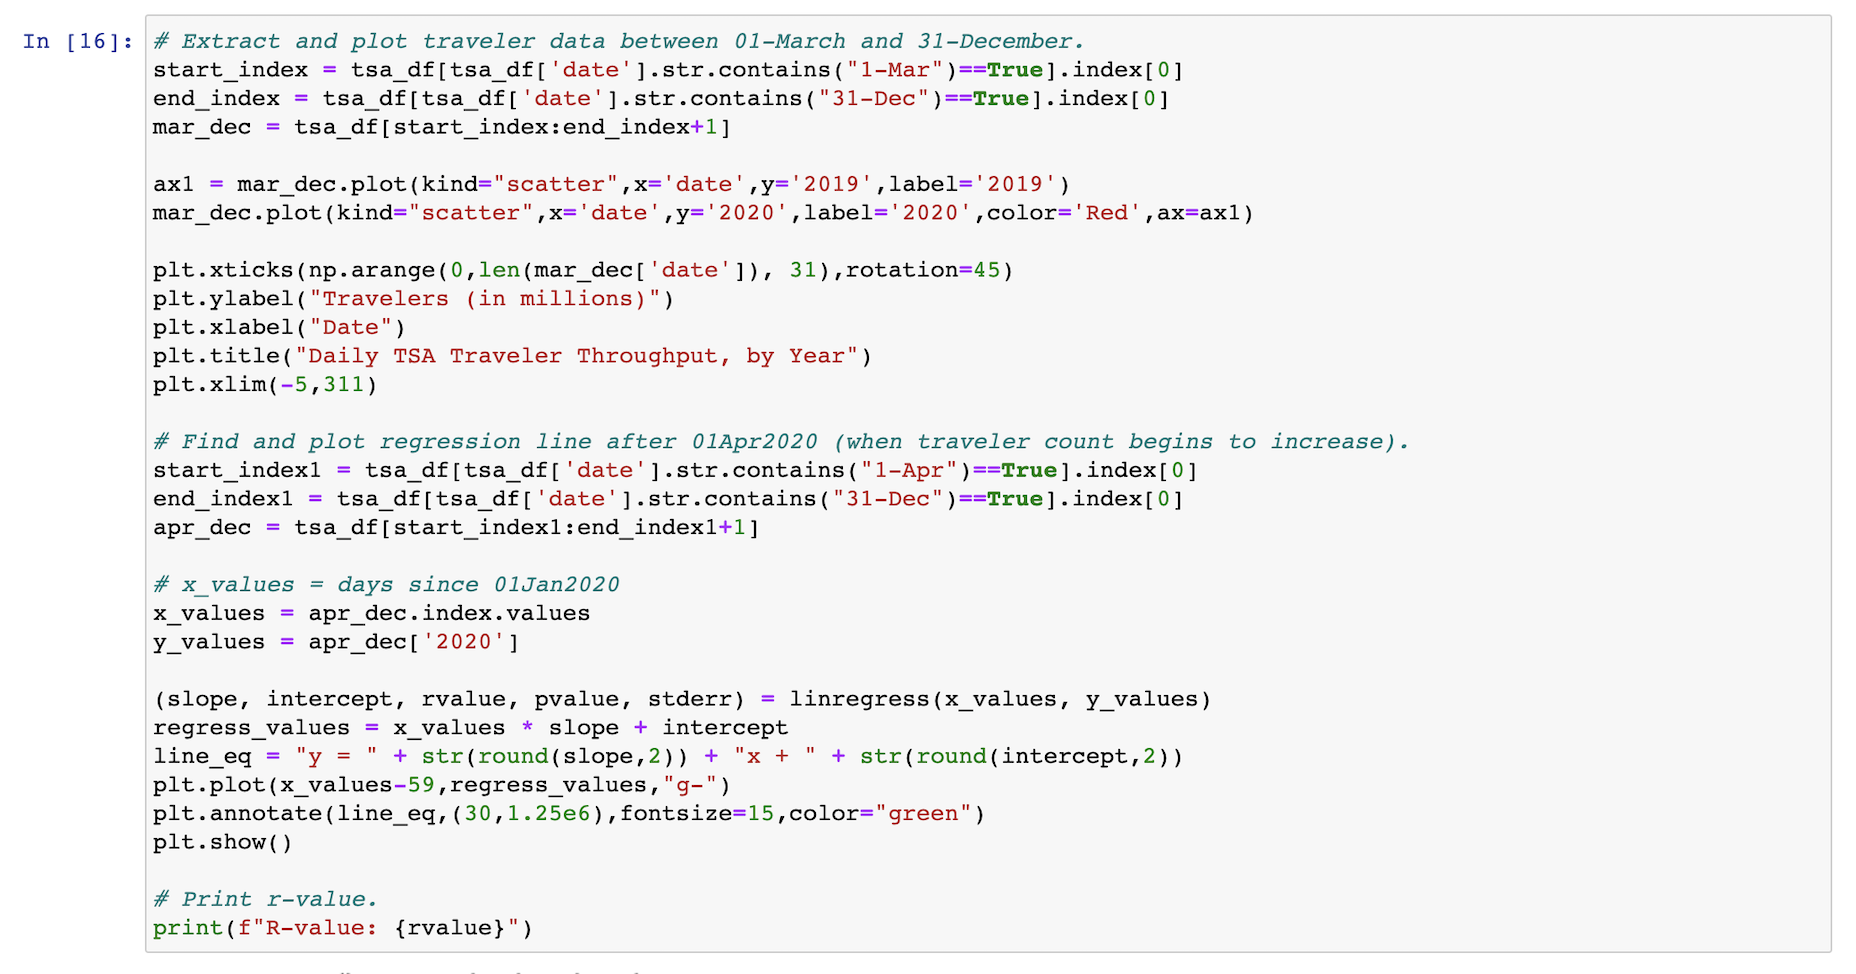 In [16]: # Extract and plot traveler data between 01-March and 31-December.
start_index = tsa_df[tsa_df['date'].str.contains("1-Mar")==True].index[0]
end_index = tsa_df[tsa_df['date'].str.contains("31-Dec")==True].index[0]
mar_dec = tsa_df[start_index:end_index+1]

ax1 = mar_dec.plot(kind="scatter",x='date',y='2019',label='2019')
mar_dec.plot(kind="scatter",x='date',y='2020',label='2020',color='Red',ax=ax1)

plt.xticks(np.arange(0,len(mar_dec['date']), 31),rotation=45)
plt.ylabel("Travelers (in millions)")
plt.xlabel("Date")
plt.title("Daily TSA Traveler Throughput, by Year")
plt.xlim(-5,311)

# Find and plot regression line after 01Apr2020 (when traveler count begins to increase).
start_index1 = tsa_df[tsa_df['date'].str.contains("1-Apr")==True].index[0]
end_index1 = tsa_df[tsa_df['date'].str.contains("31-Dec")==True].index[0]
apr_dec = tsa_df[start_index1:end_index1+1]

# x_values = days since 01Jan2020
x_values = apr_dec.index.values
y_values = apr_dec['2020']

(slope, intercept, rvalue, pvalue, stderr) = linregress(x_values, y_values)
regress_values = x_values * slope + intercept
line_eq = "y = " + str(round(slope,2)) + "x + " + str(round(intercept,2))
plt.plot(x_values-59,regress_values,"g-")
plt.annotate(line_eq,(30,1.25e6),fontsize=15,color="green")
plt.show()

# Print r-value.
print(f"R-value: {rvalue}")